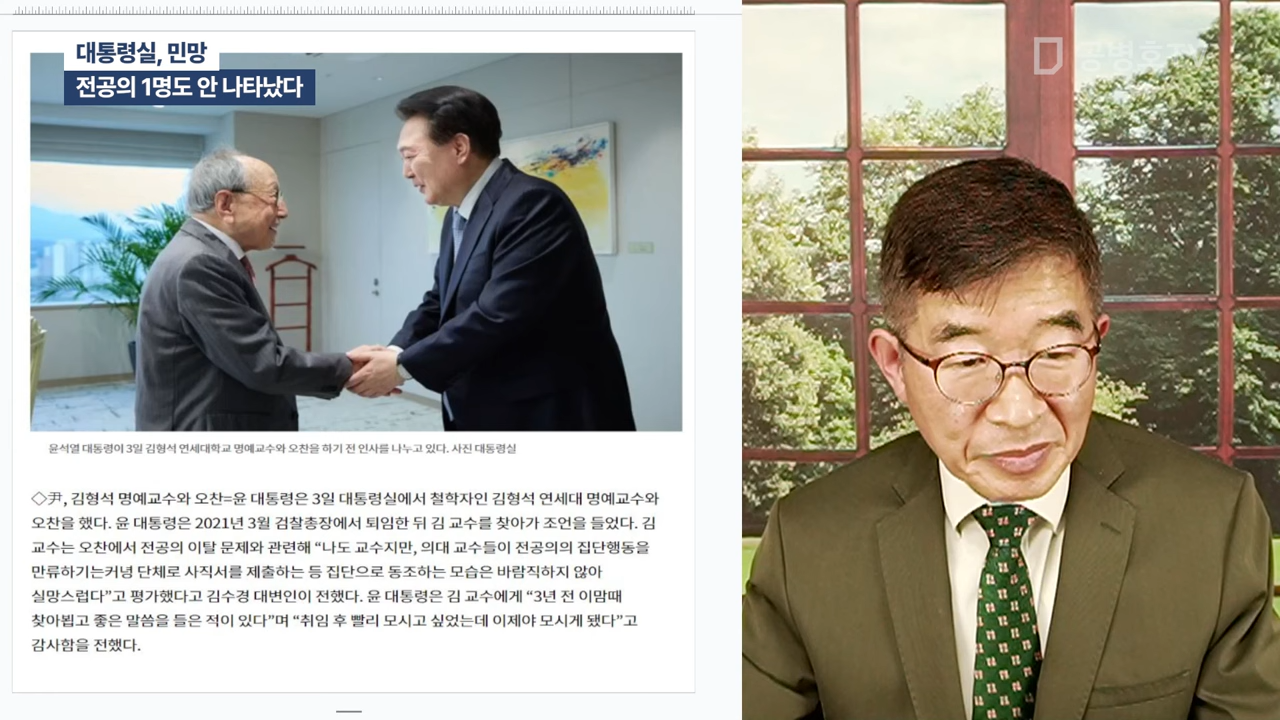 대통령실, 민망
전공의 1명도 안 나타났다
공병호
윤석열 대통령이 3일 김형석 연세대학교 명예교수와 오찬을 하기 전 인사를 나누고 있다. 사진 대통령실
◇尹, 김형석 명예교수와 오찬=윤 대통령은 3일 대통령실에서 철학자인 김형석 연세대 명예교수와
오찬을 했다. 윤 대통령은 2021년 3월 검찰총장에서 퇴임한 뒤 김 교수를 찾아가 조언을 들었다. 김
교수는 오찬에서 전공의 이탈 문제와 관련해 “나도 교수지만, 의대 교수들이 전공의의 집단행동을
만류하기는커녕 단체로 사직서를 제출하는 등 집단으로 동조하는 모습은 바람직하지 않아
실망스럽다”고 평가했다고 김수경 대변인이 전했다. 윤 대통령은 김 교수에게 “3년 전 이맘때
찾아뵙고 좋은 말씀을 들은 적이 있다”며 “취임 후 빨리 모시고 싶었는데 이제야 모시게 됐다”고
감사함을 전했다.